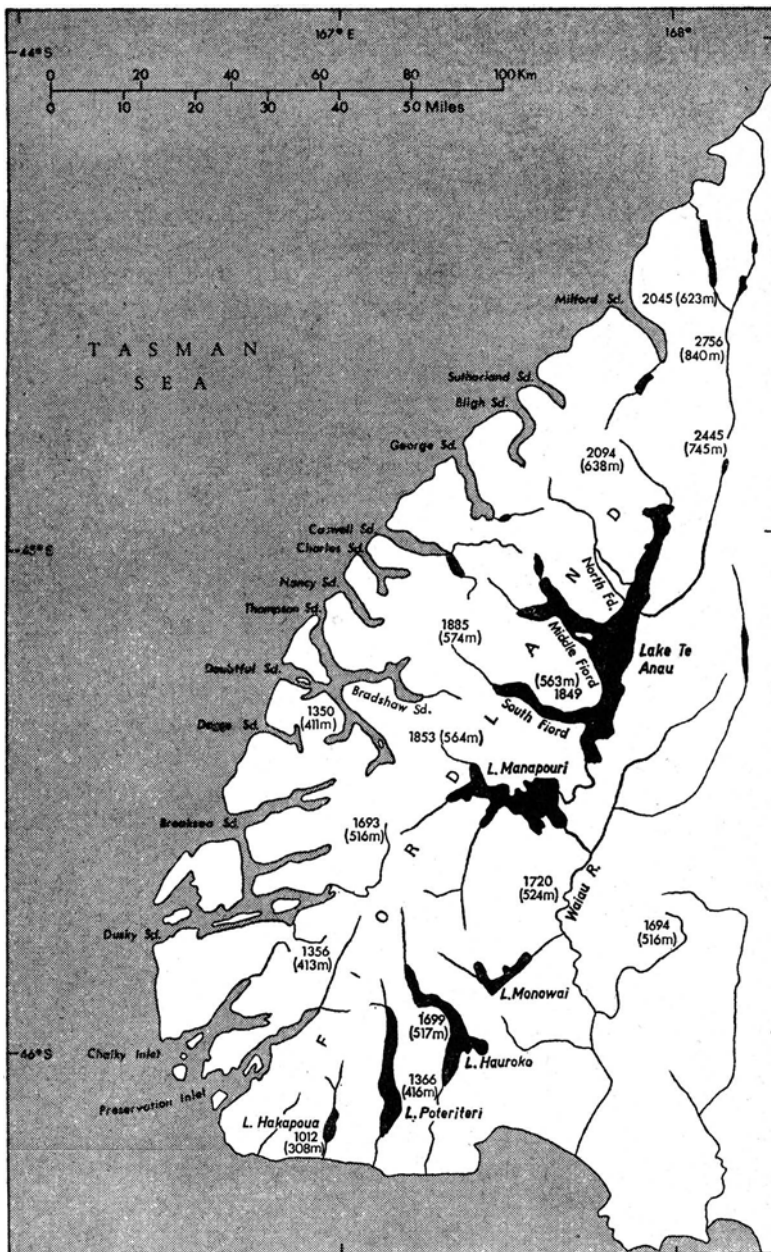 167° E
168°
44° S
0 20 40 60 80 100 Km
0 10 20 30 40 50 Miles
TASMAN
SEA
Milford Sd.
2045 (623m)
2756
(840m)
Sutherland Sd.
Bligh Sd.
George Sd.
2094
(638m)
2445
(745m)
Caswell Sd.
45° S
Charles Sd.
Nancy Sd.
Thompson Sd.
North Fd.
1885
(574m)
Middle Fiord
Lake Te
Anau
(563m)
1849
Doubtful Sd.
Bradshaw Sd.
1350
(411m)
South Fiord
Dagge Sd.
1853 (564m)
L. Manapouri
Breaksea Sd.
1693
(516m)
1720
(524m)
Waiau R.
1694
(516m)
Dusky Sd.
1356
(413m)
L. Monowai
1699
(517m)
L. Hauroko
46° S
Chalky Inlet
Preservation Inlet
1366
(416m)
L. Poteriteri
L. Hakapoua
1012
(308m)
FIORDLAND